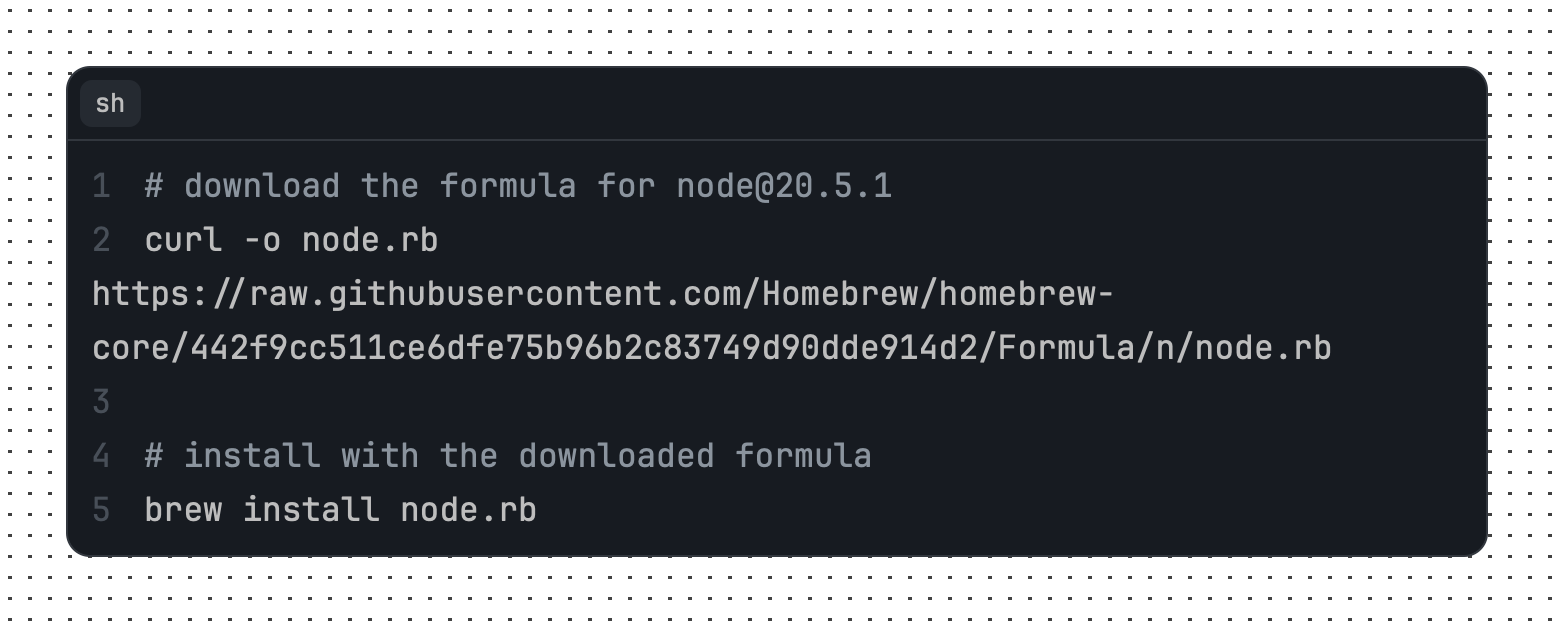 sh
1 # download the formula for node@20.5.1
2 curl -o node.rb
https://raw.githubusercontent.com/Homebrew/homebrew-
core/442f9cc511ce6dfe75b96b2c83749d90dde914d2/Formula/n/node.rb
3
4 # install with the downloaded formula
5 brew install node.rb